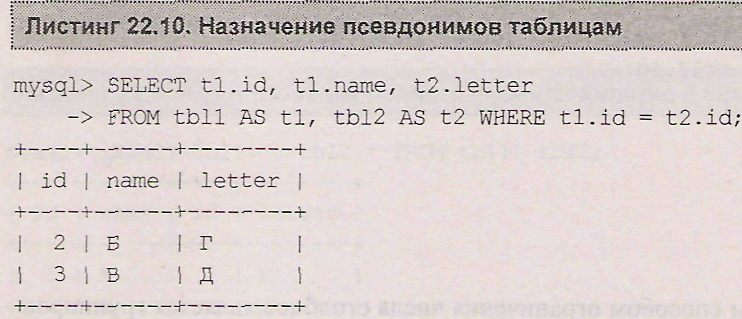 Листинг 22.10. Назначение псевдонимов таблицам
mysql> SELECT t1.id, t1.name, t2.letter
-> FROM tbl1 AS t1, tbl2 AS t2 WHERE t1.id = t2.id;
+----+------+--------+
| id | name | letter |
+----+------+--------+
| 2 | Б | Г |
| 3 | В | Д |
+----+------+--------+